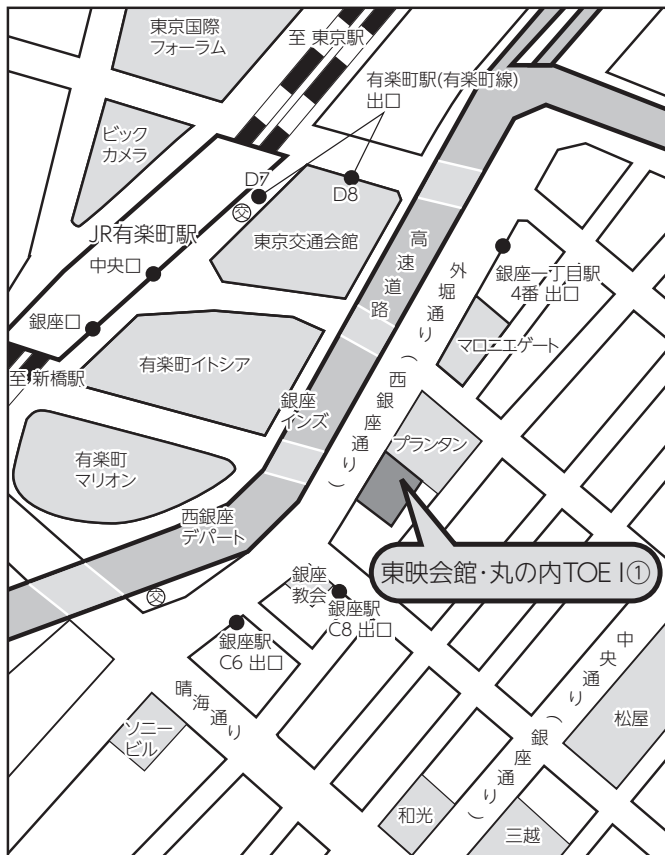 東京国際
フォーラム
至 東京駅
有楽町駅(有楽町線)
出口
ビック
カメラ
D7
D8
交
JR有楽町駅
東京交通会館
中央口
高速道路
外堀通り(西銀座通り)
銀座一丁目駅
4番 出口
銀座口
マロニエゲート
有楽町イトシア
至 新橋駅
銀座
インズ
プランタン
有楽町
マリオン
西銀座
デパート
東映会館・丸の内TOEI①
交
銀座
教会
銀座駅
C8 出口
銀座駅
C6 出口
中央通り(銀座通り)
晴海通り
松屋
ソニー
ビル
和光
三越